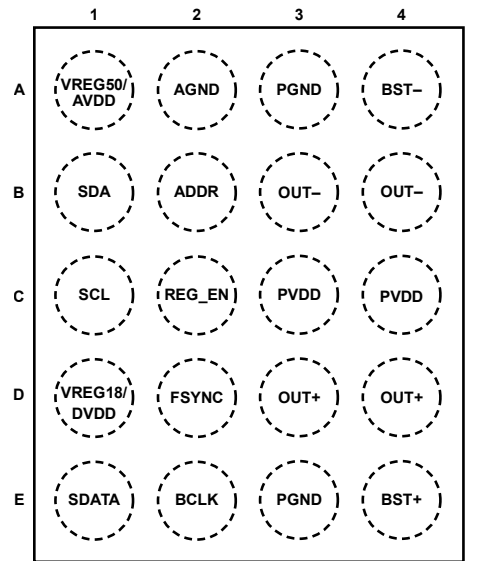 1 2 3 4
A VREG50/ AGND PGND BST–
AVDD
B SDA ADDR OUT– OUT–
C SCL REG_EN PVDD PVDD
D VREG18/ FSYNC OUT+ OUT+
DVDD
E SDATA BCLK PGND BST+